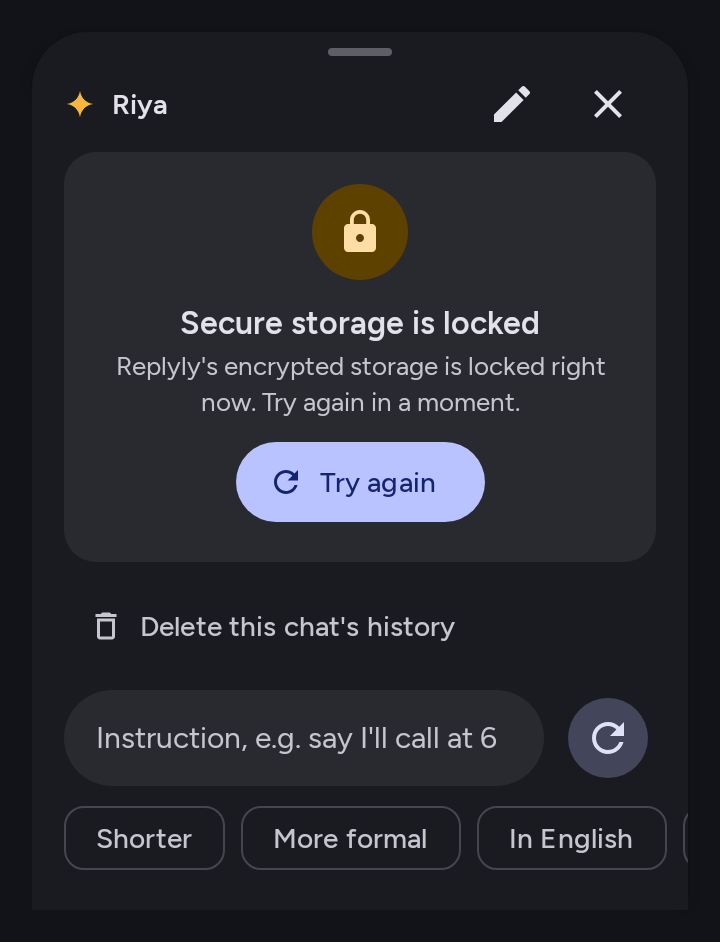 Riya
Secure storage is locked
Replyly's encrypted storage is locked right
now. Try again in a moment.
Try again
Delete this chat's history
Instruction, e.g. say I'll call at 6
Shorter
More formal
In English